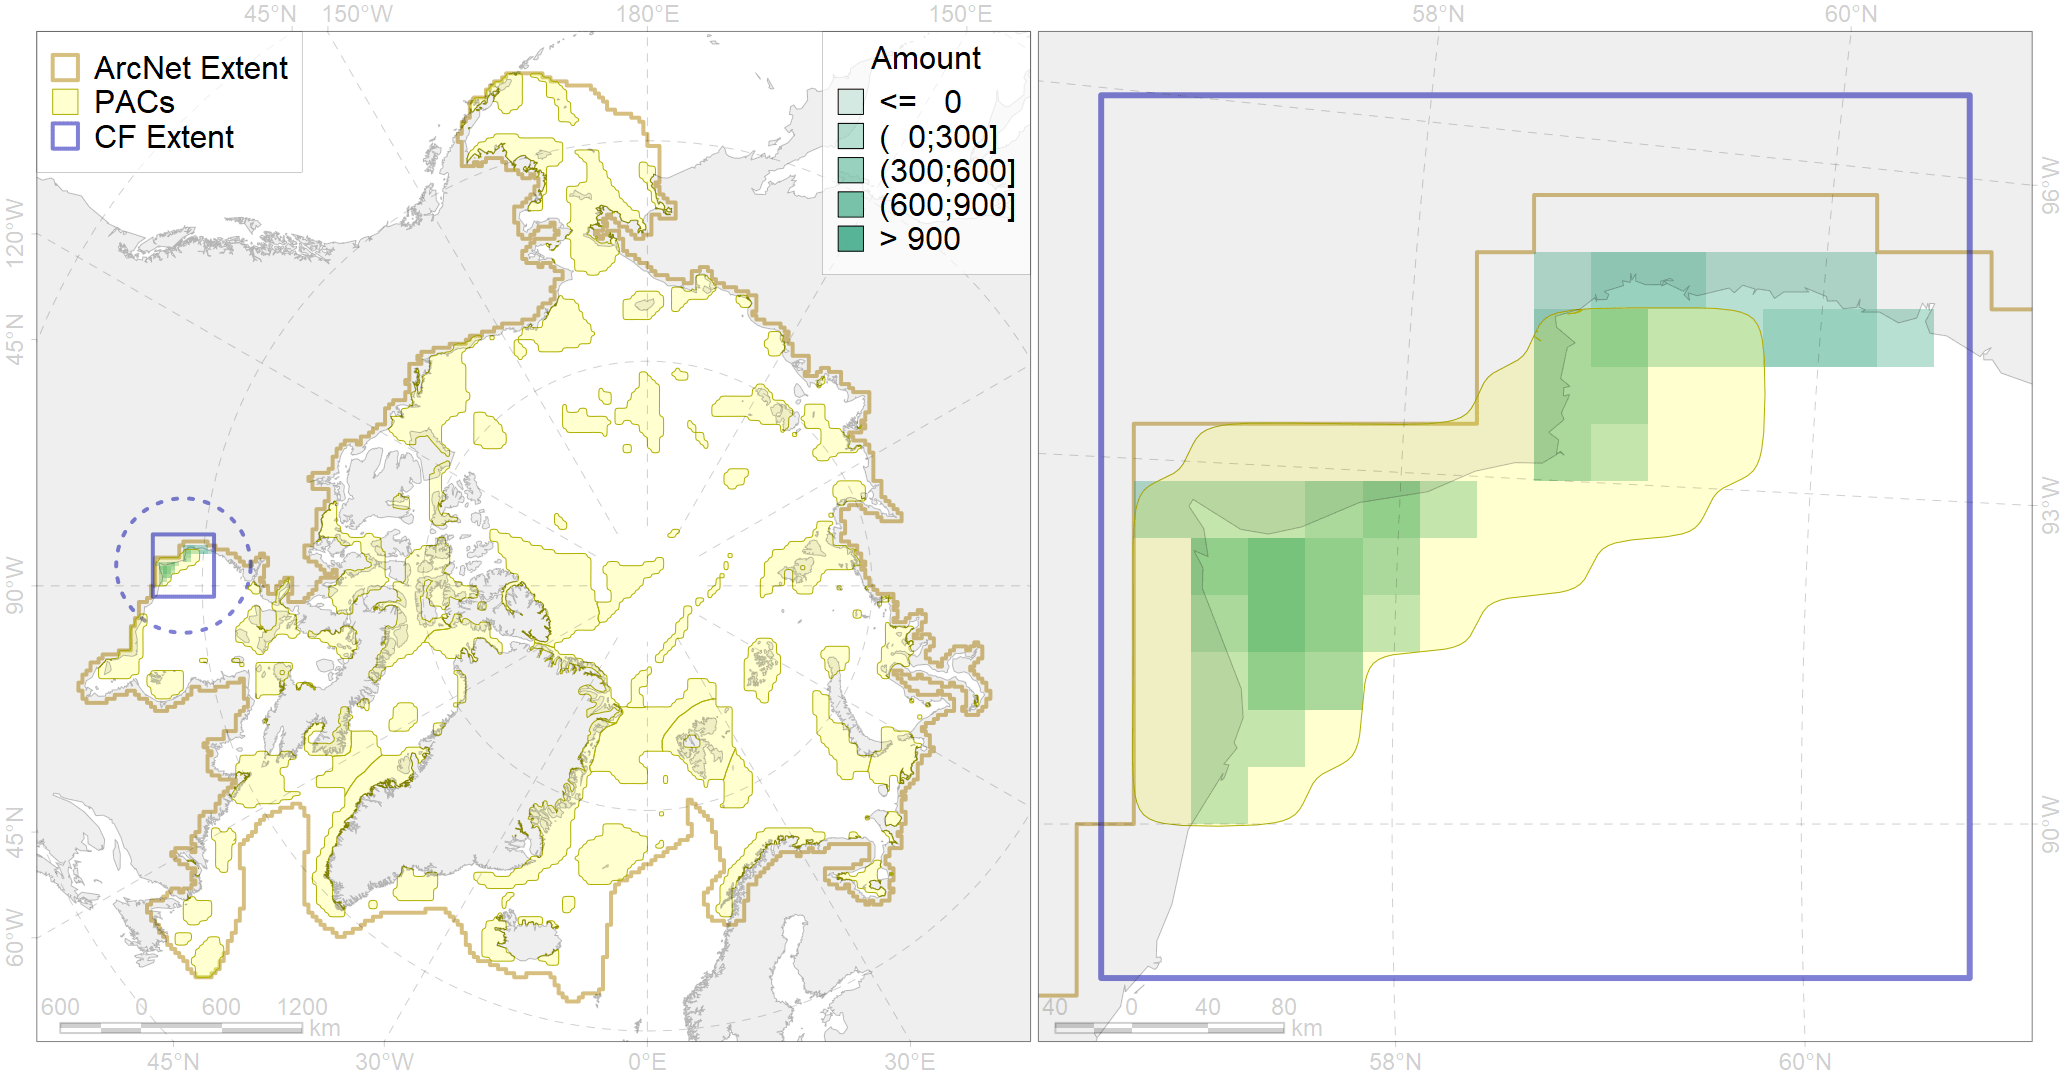 45°N 150°W 180°E 150°E 58°N 60°N
ArcNet Extent
PACs
CF Extent
Amount
<= 0
( 0;300]
(300;600]
(600;900]
> 900
120°W
45°N
90°W
45°N
60°W
96°W
93°W
90°W
600 0 600 1200
km
40 0 40 80
km
45°N 30°W 0°E 30°E 58°N 60°N